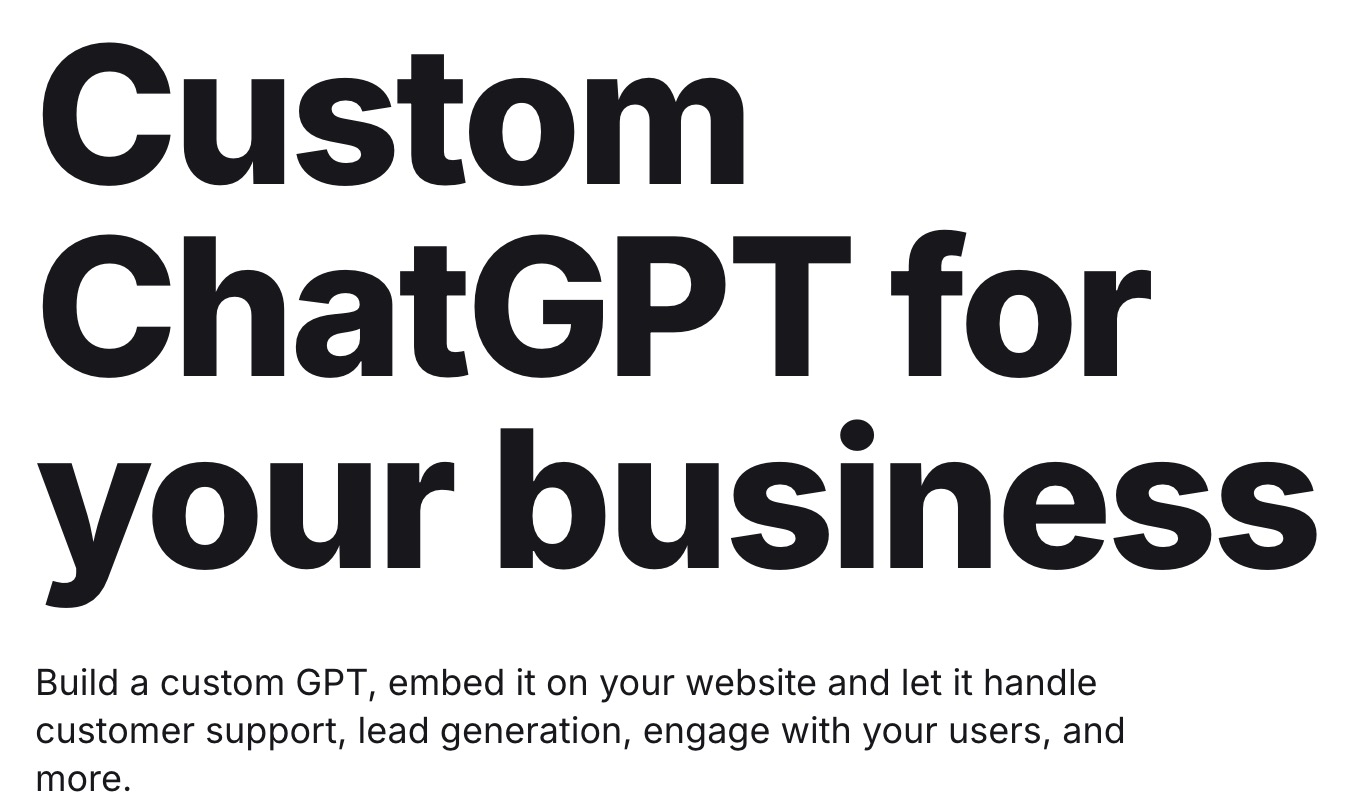 Custom
ChatGPT for
your business
Build a custom GPT, embed it on your website and let it handle
customer support, lead generation, engage with your users, and
more.